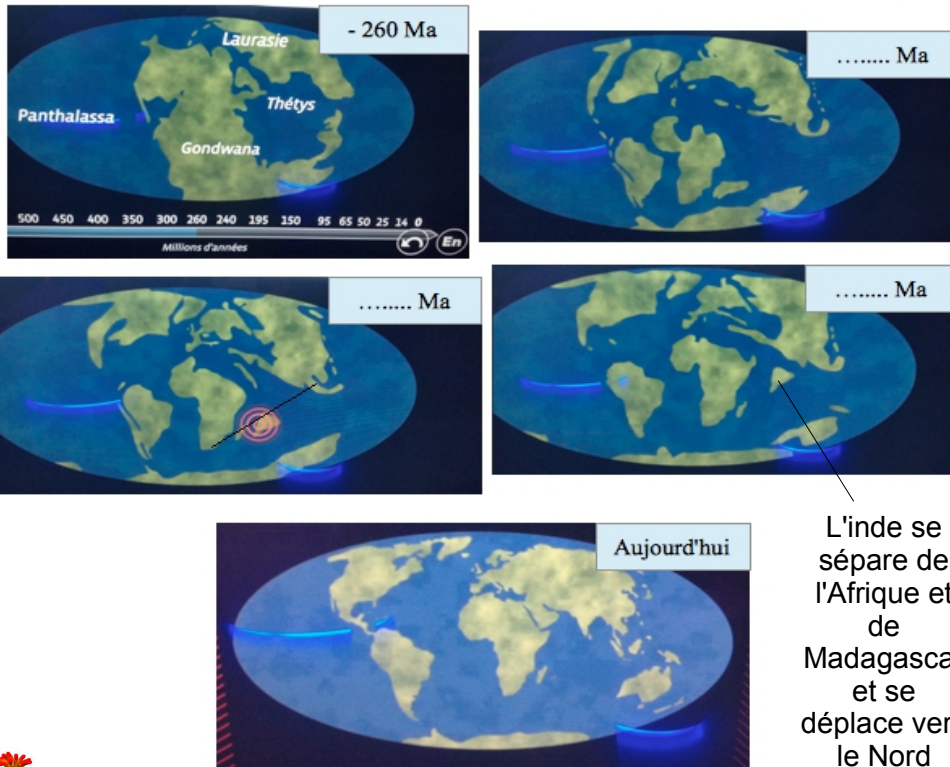 Laurasie
- 260 Ma
…..... Ma
Panthalassa
Thétys
Gondwana
500 450 400 350 300 260 240 195 150 95 65 50 25 14 0
Millions d'années
En
…..... Ma
…..... Ma
Aujourd'hui
L'inde se
sépare de
l'Afrique et
de
Madagasca
et se
déplace ver
le Nord